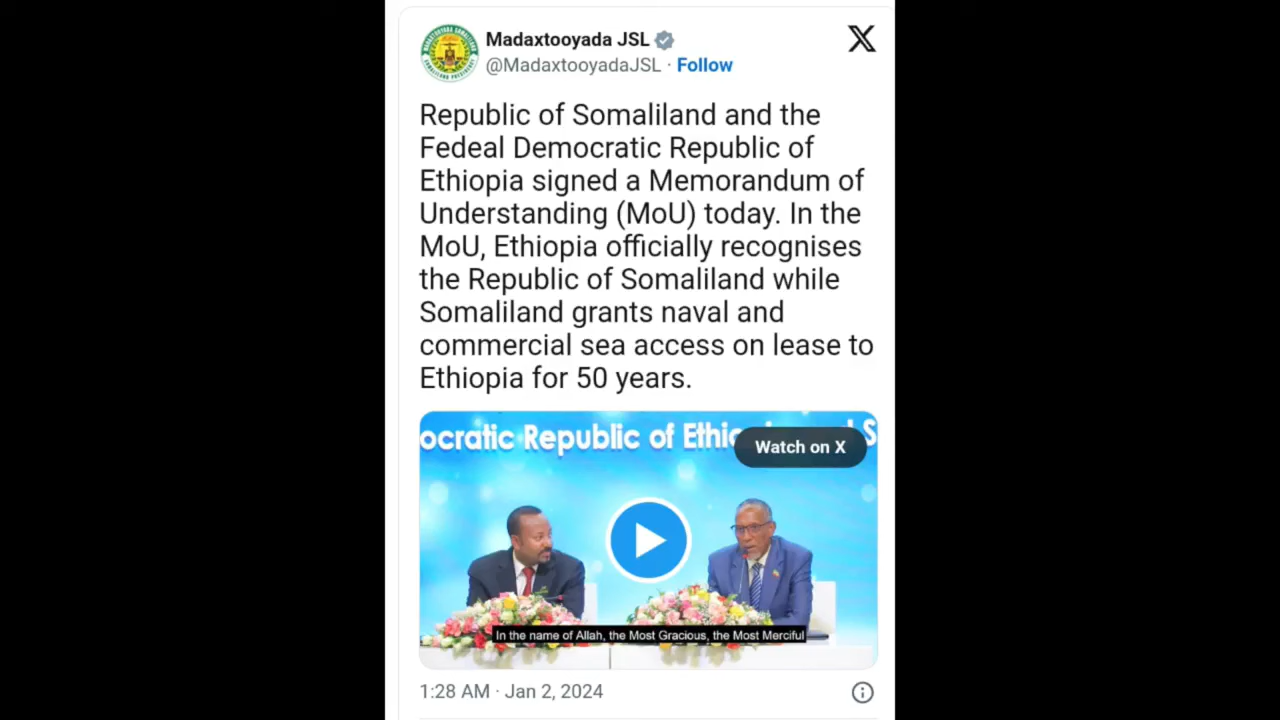 Madaxtooyada JSL
@MadaxtooyadaJSL · Follow
Republic of Somaliland and the
Fedeal Democratic Republic of
Ethiopia signed a Memorandum of
Understanding (MoU) today. In the
MoU, Ethiopia officially recognises
the Republic of Somaliland while
Somaliland grants naval and
commercial sea access on lease to
Ethiopia for 50 years.
ocratic Republic of Ethi
Watch on X
In the name of Allah, the Most Gracious, the Most Merciful
1:28 AM · Jan 2, 2024